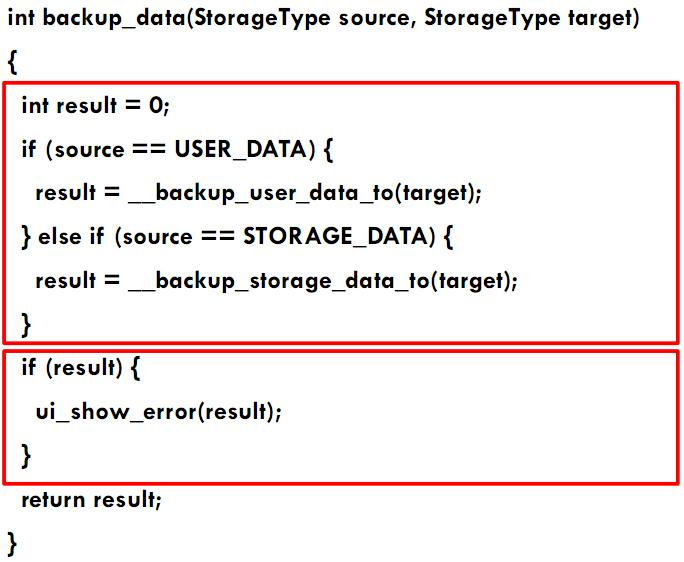 int backup_data(StorageType source, StorageType target)
{
int result = 0;
if (source == USER_DATA) {
result = __backup_user_data_to(target);
} else if (source == STORAGE_DATA) {
result = __backup_storage_data_to(target);
}
if (result) {
ui_show_error(result);
}
return result;
}